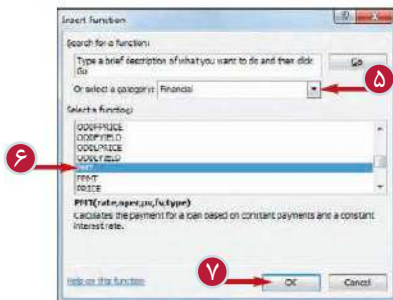 Insert Function
Search for a function:
Type a brief description of what you want to do and then click Go
Go
Or select a category: Financial
۵
Select a function:
ODDFPRICE
ODDFYIELD
ODDLPRICE
ODDLYIELD
۶
PMT
PPMT
PRICE
PMT(rate,nper,pv,fv,type)
Calculates the payment for a loan based on constant payments and a constant interest rate.
Help on this function
۷
OK
Cancel